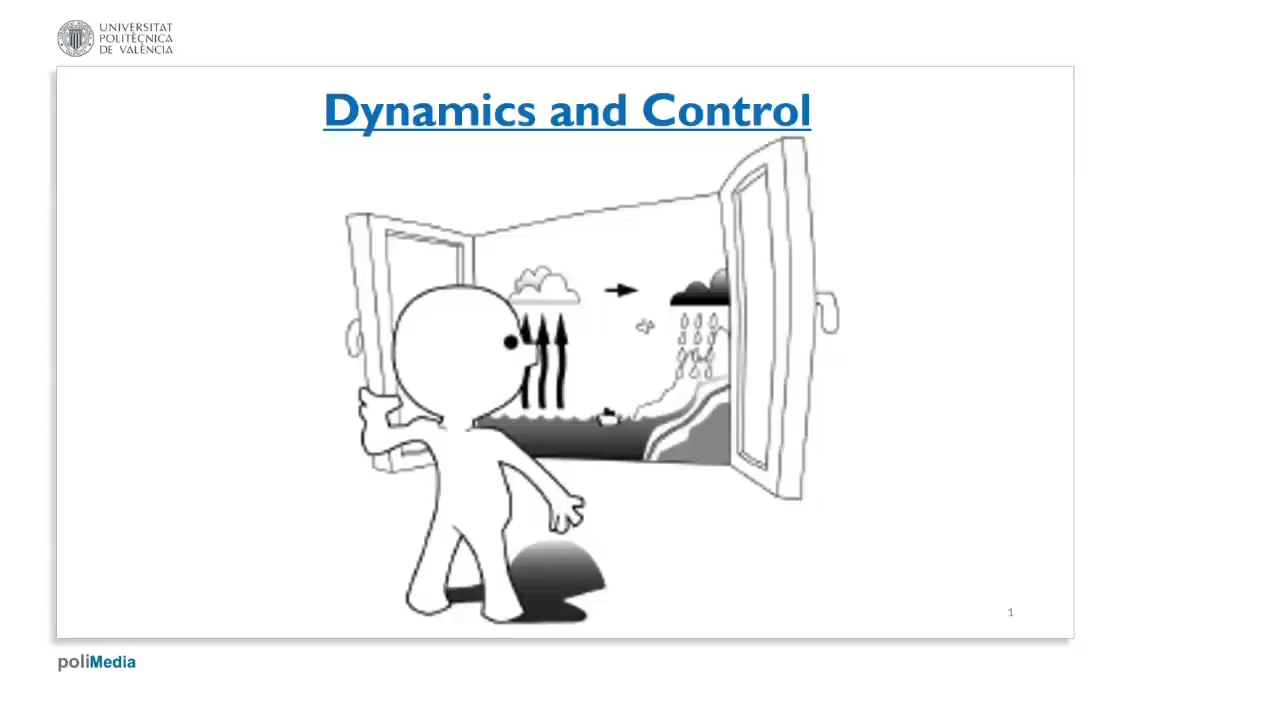 UNIVERSITAT
POLITÈCNICA
DE VALÈNCIA
Dynamics and Control
1
poliMedia